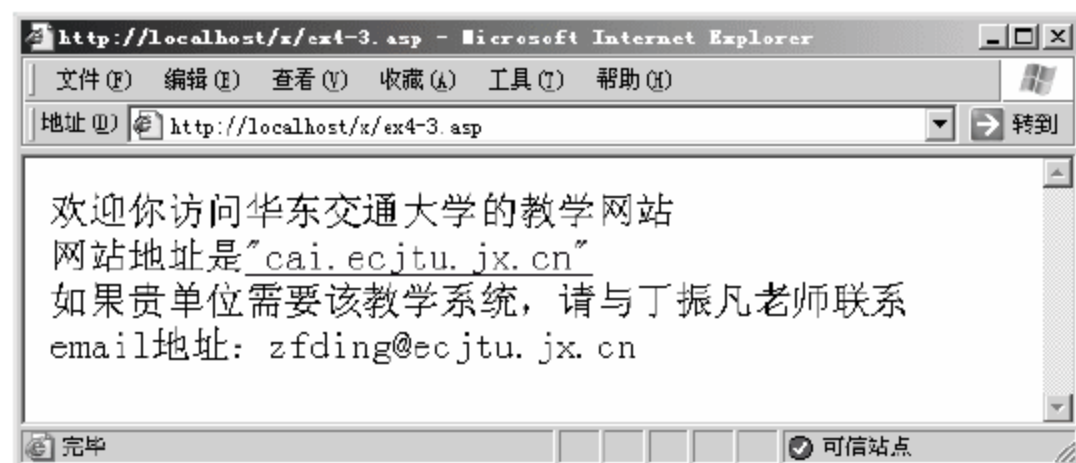 http://localhost/x/ex4-3.asp - Microsoft Internet Explorer
文件(F) 编辑(E) 查看(V) 收藏(A) 工具(T) 帮助(H)
地址(D) http://localhost/x/ex4-3.asp 转到
欢迎你访问华东交通大学的教学网站
网站地址是"cai.ecjtu.jx.cn"
如果贵单位需要该教学系统，请与丁振凡老师联系
email地址：zfding@ecjtu.jx.cn
完毕 可信站点